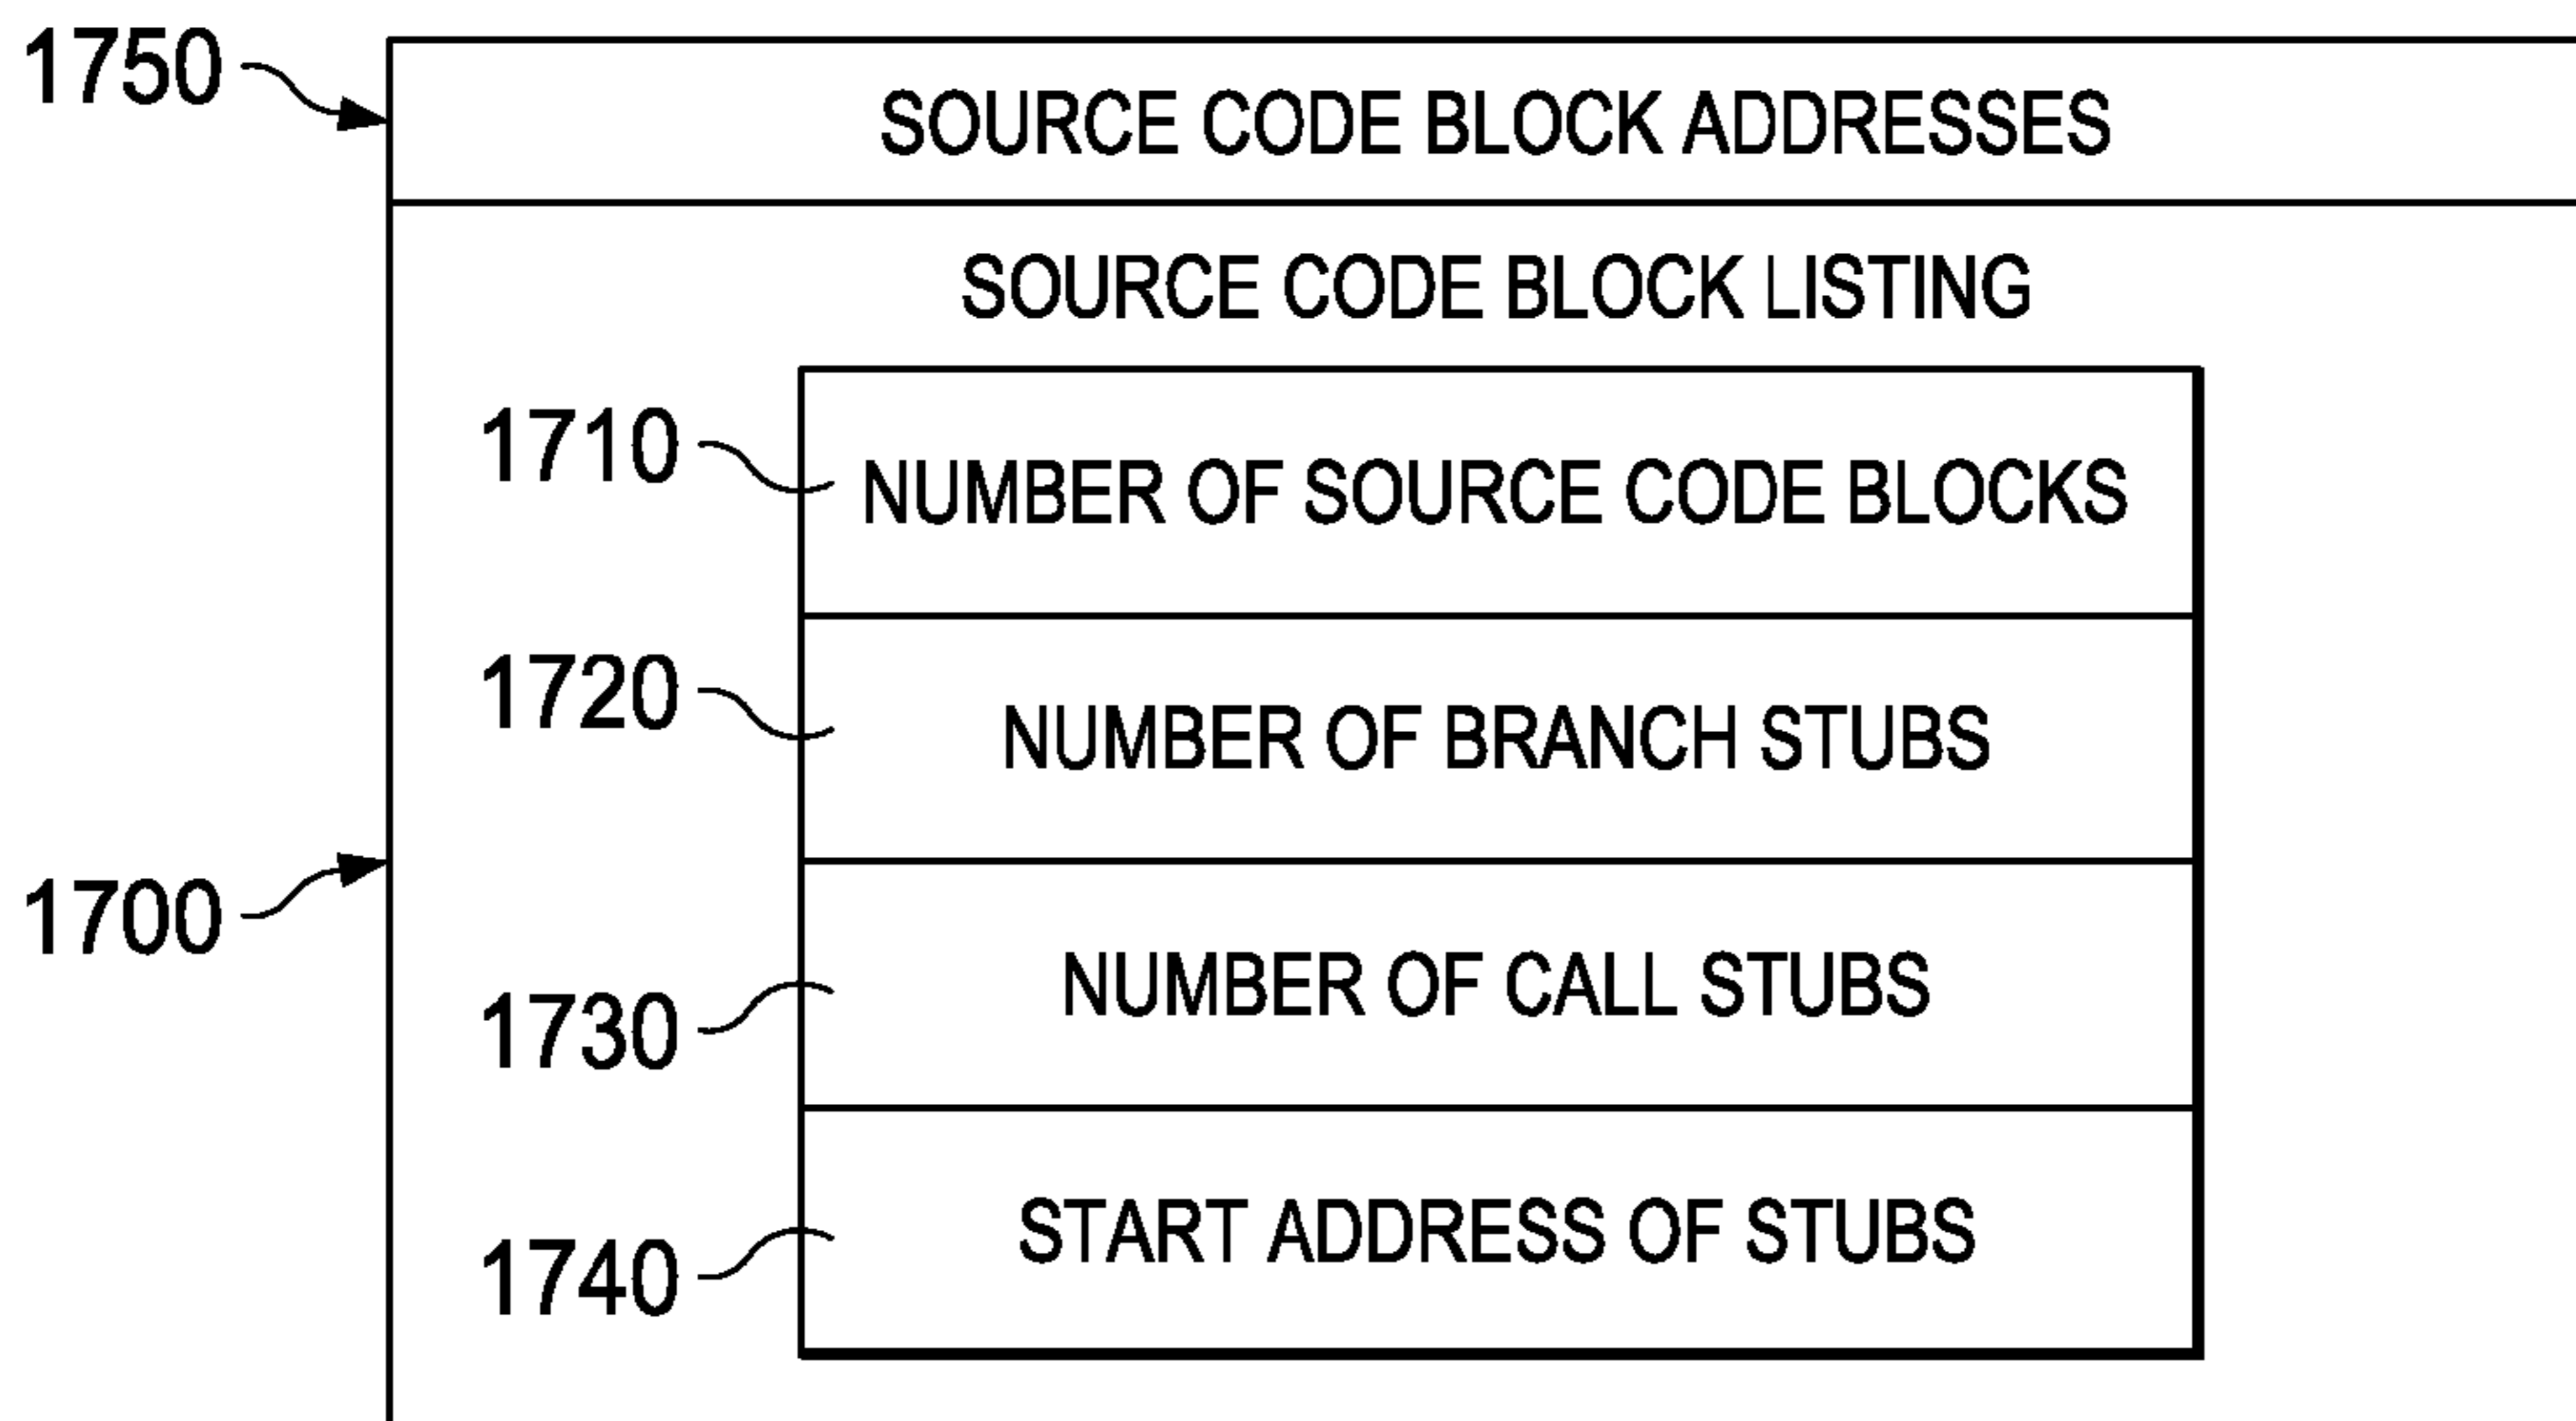 1750
SOURCE CODE BLOCK ADDRESSES
SOURCE CODE BLOCK LISTING
1710
NUMBER OF SOURCE CODE BLOCKS
1720
NUMBER OF BRANCH STUBS
1700
1730
NUMBER OF CALL STUBS
1740
START ADDRESS OF STUBS